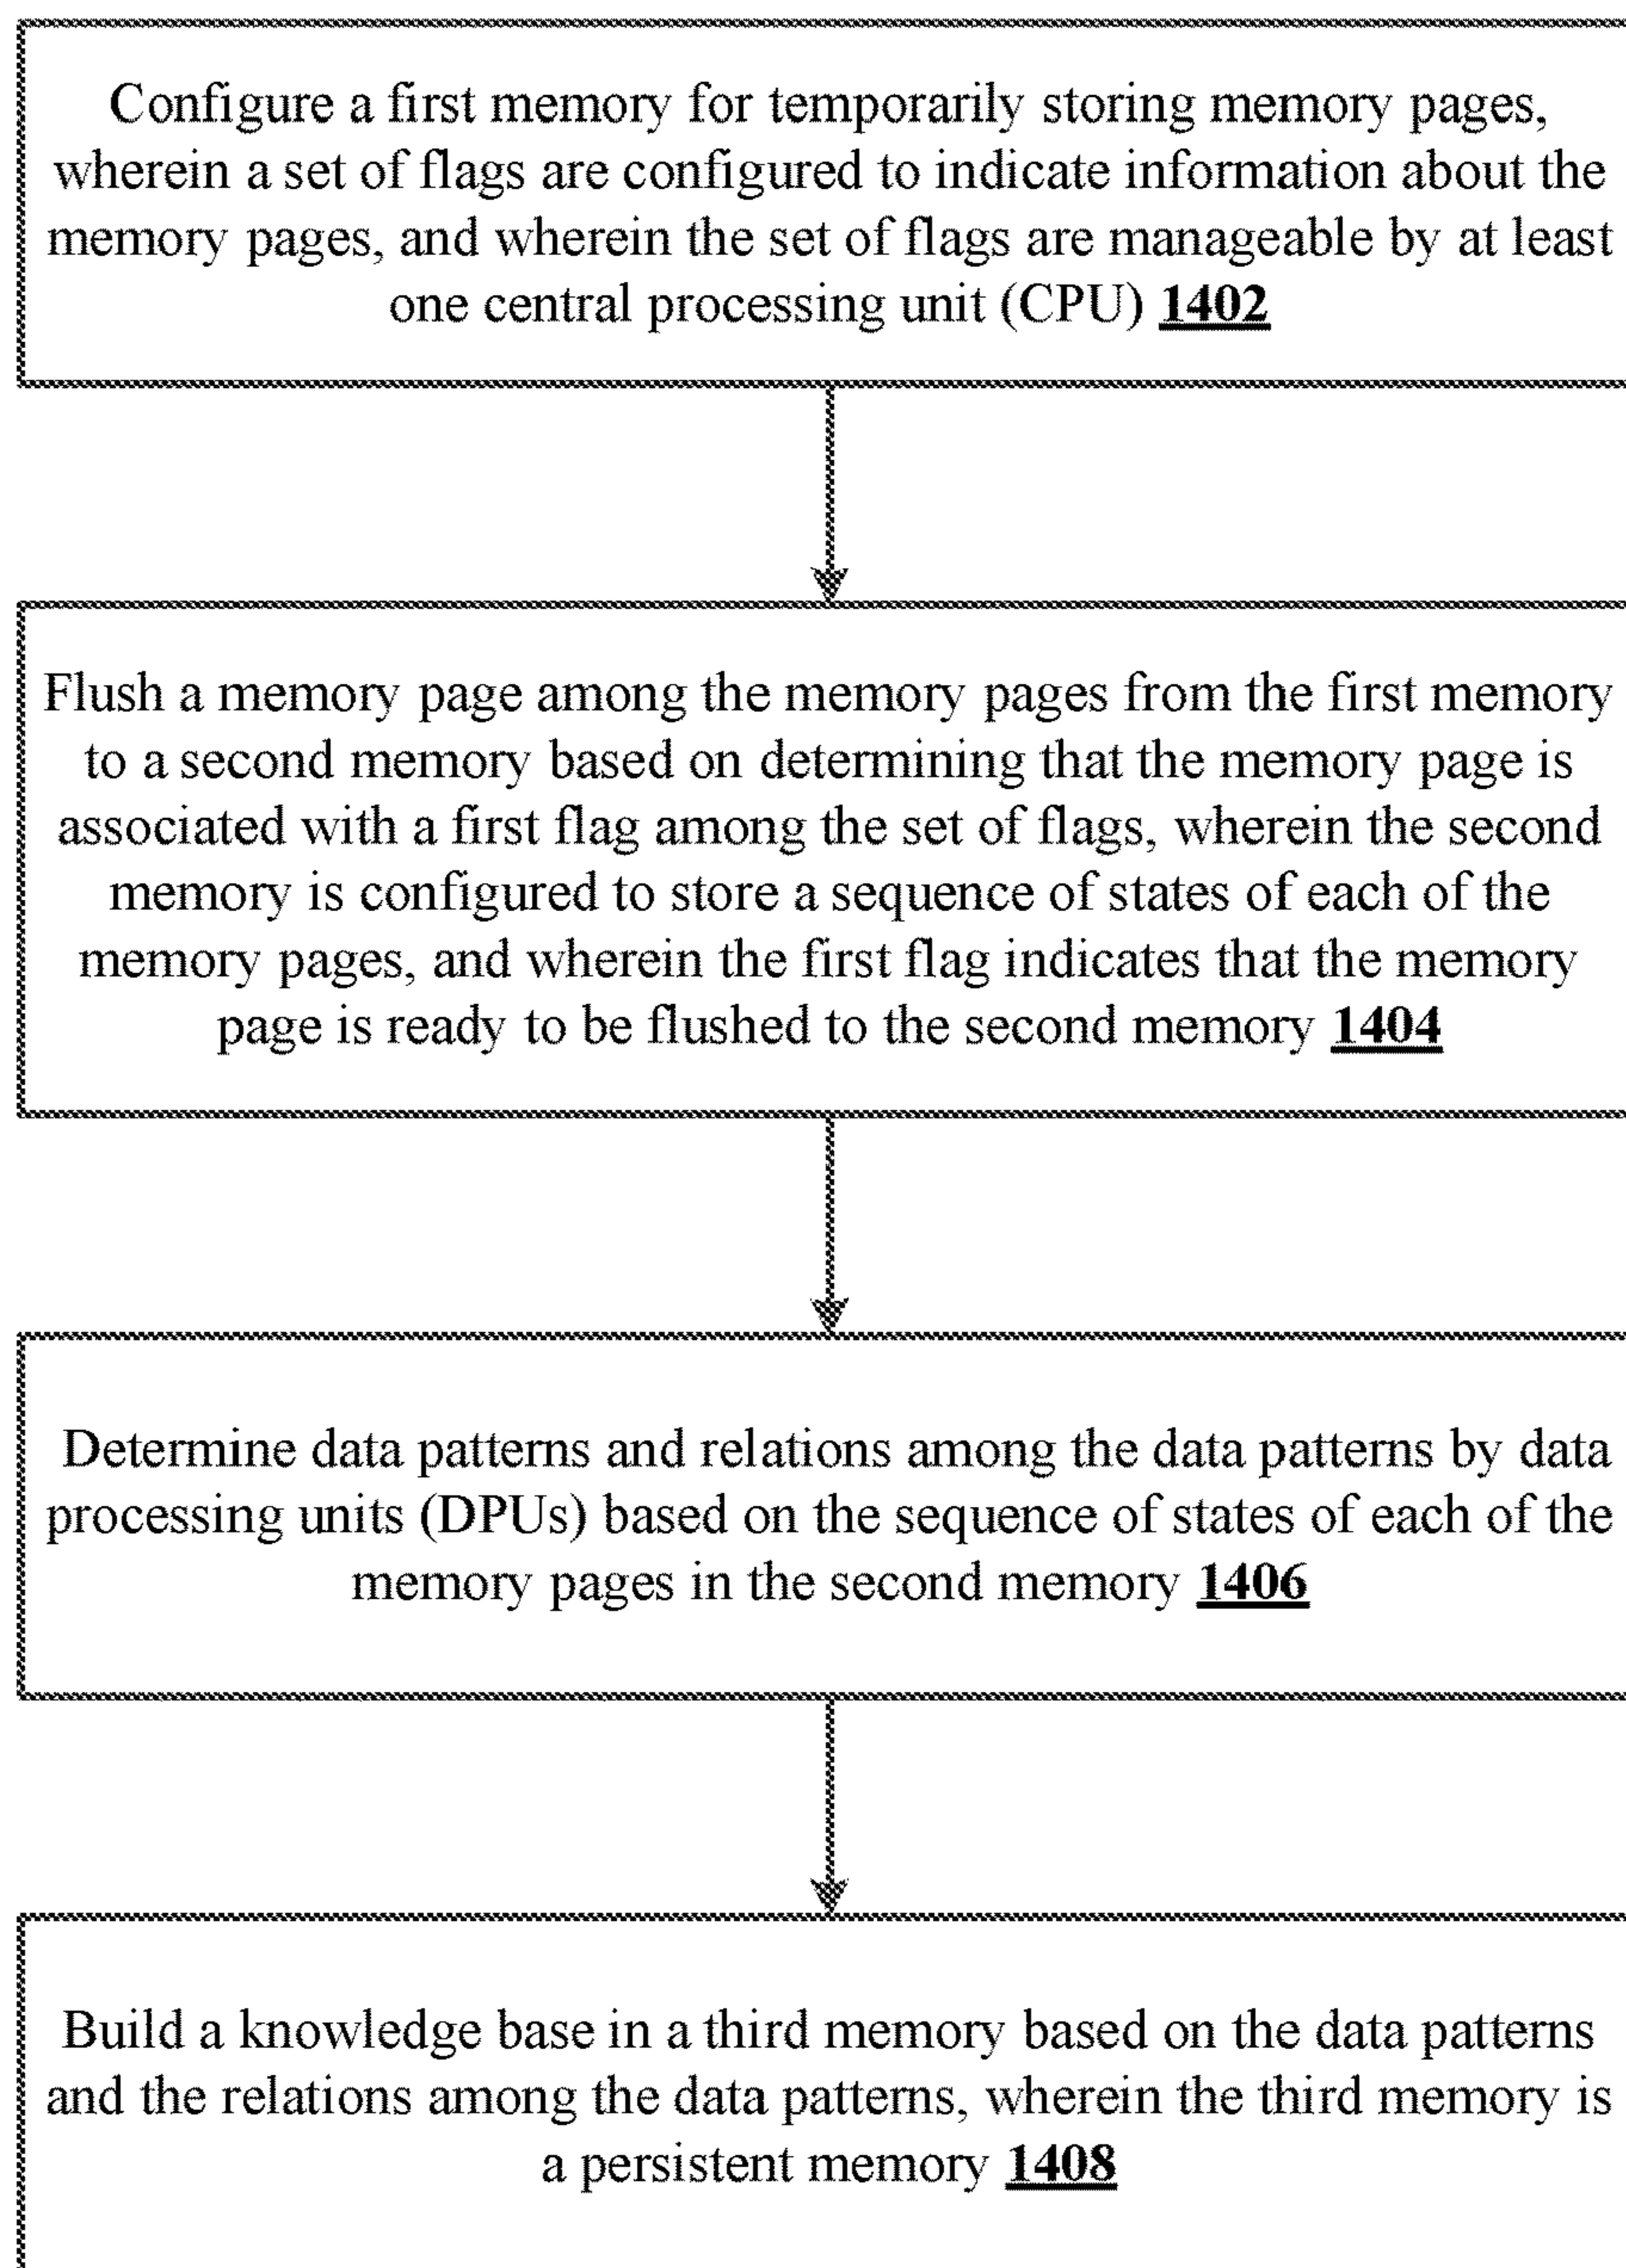 Configure a first memory for temporarily storing memory pages,
wherein a set of flags are configured to indicate information about the
memory pages, and wherein the set of flags are manageable by at least
one central processing unit (CPU) 1402
Flush a memory page among the memory pages from the first memory
to a second memory based on determining that the memory page is
associated with a first flag among the set of flags, wherein the second
memory is configured to store a sequence of states of each of the
memory pages, and wherein the first flag indicates that the memory
page is ready to be flushed to the second memory 1404
Determine data patterns and relations among the data patterns by data
processing units (DPUs) based on the sequence of states of each of the
memory pages in the second memory 1406
Build a knowledge base in a third memory based on the data patterns
and the relations among the data patterns, wherein the third memory is
a persistent memory 1408